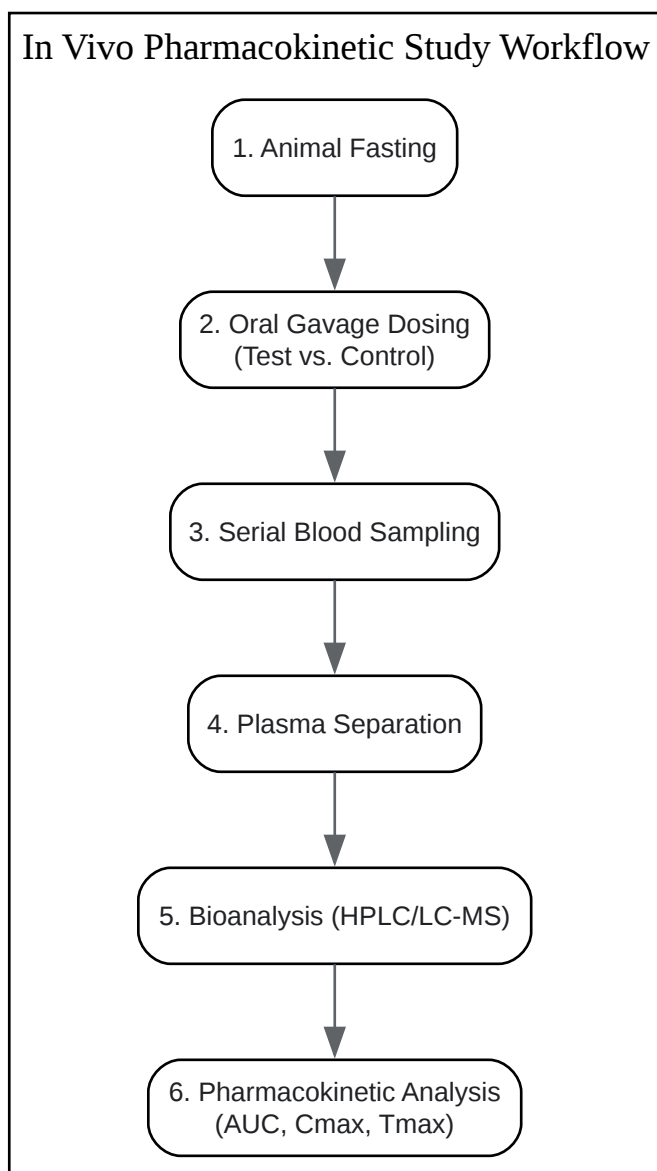 In Vivo Pharmacokinetic Study Workflow
1. Animal Fasting
2. Oral Gavage Dosing
(Test vs. Control)
3. Serial Blood Sampling
4. Plasma Separation
5. Bioanalysis (HPLC/LC-MS)
6. Pharmacokinetic Analysis
(AUC, Cmax, Tmax)